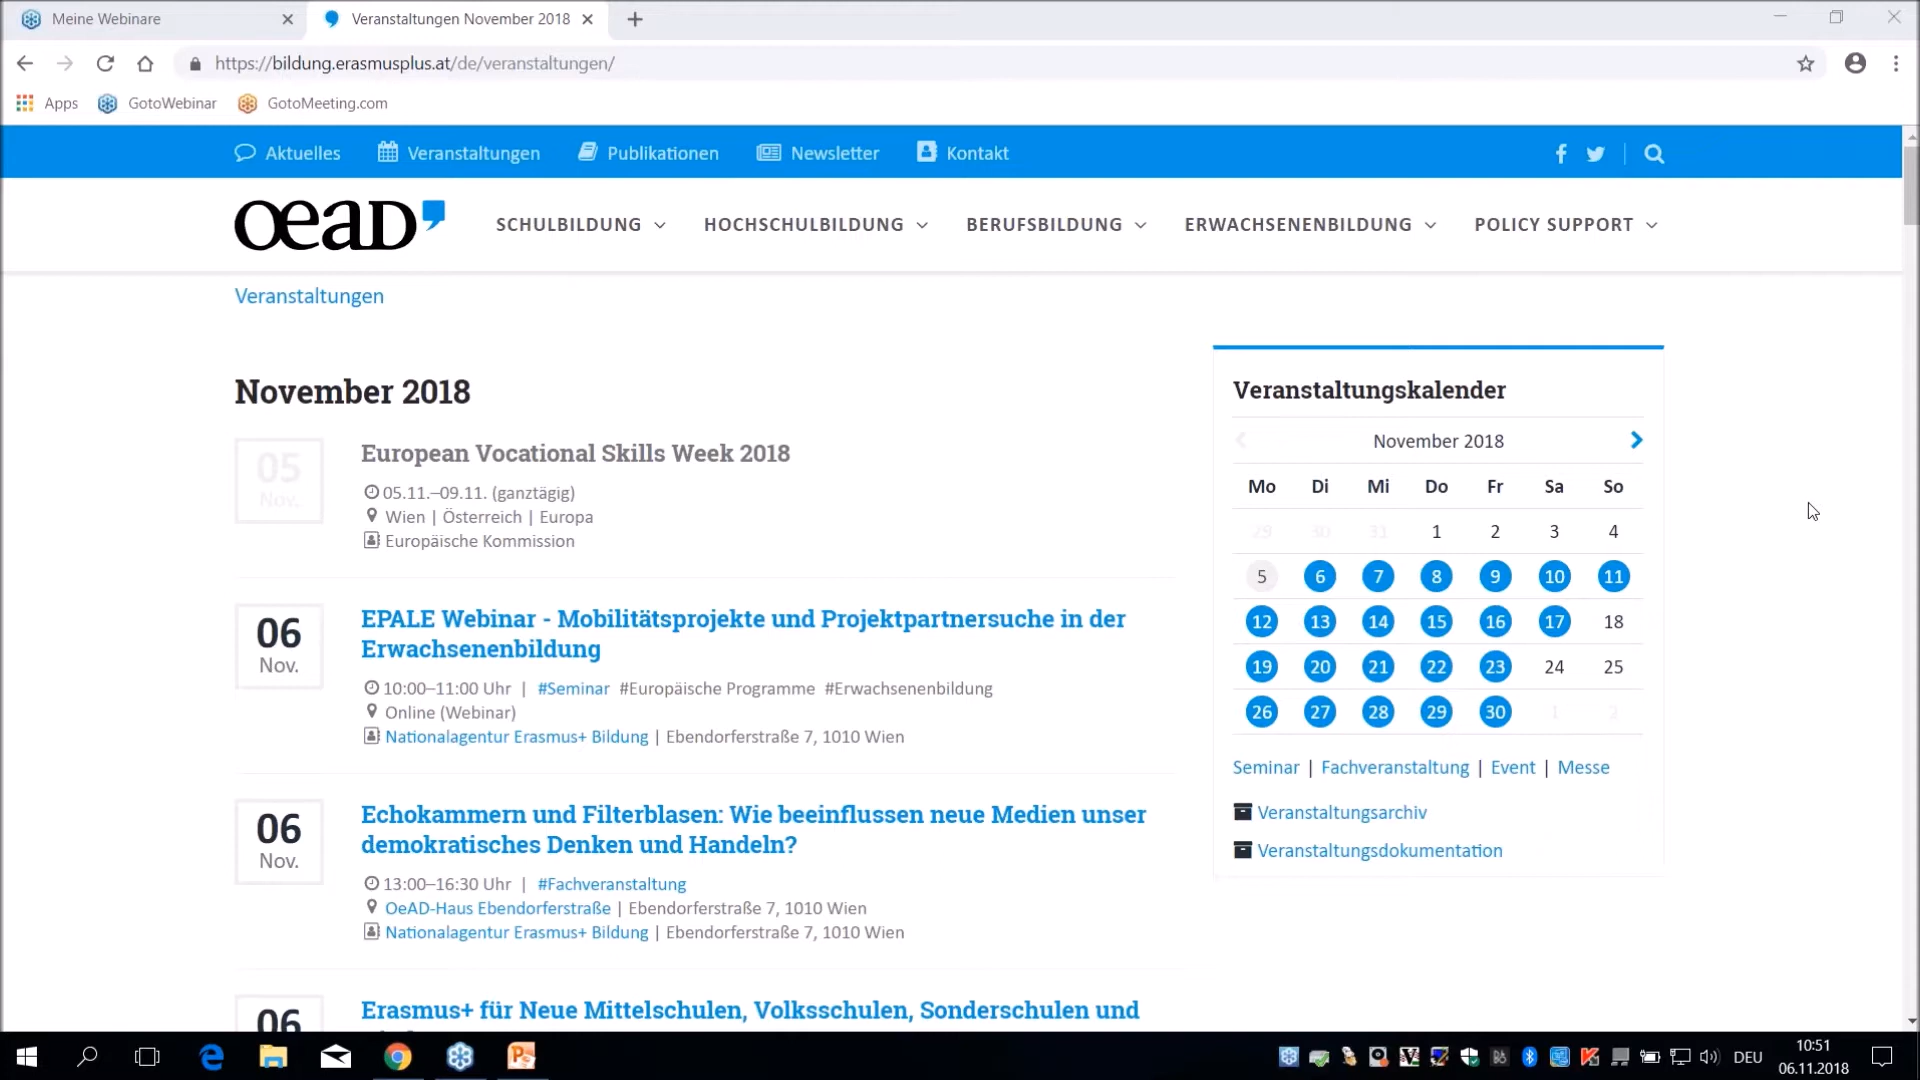 Meine Webinare
Veranstaltungen November 2018
https://bildung.erasmusplus.at/de/veranstaltungen/
Apps GotoWebinar GotoMeeting.com
Aktuelles Veranstaltungen Publikationen Newsletter Kontakt
OeAD
SCHULBILDUNG HOCHSCHULBILDUNG BERUFSBILDUNG ERWACHSENENBILDUNG POLICY SUPPORT
Veranstaltungen
November 2018
05
Nov.
European Vocational Skills Week 2018
05.11.–09.11. (ganztägig)
Wien | Österreich | Europa
Europäische Kommission
06
Nov.
EPALE Webinar - Mobilitätsprojekte und Projektpartnersuche in der
Erwachsenenbildung
10:00–11:00 Uhr | #Seminar #Europäische Programme #Erwachsenenbildung
Online (Webinar)
Nationalagentur Erasmus+ Bildung | Ebendorferstraße 7, 1010 Wien
06
Nov.
Echokammern und Filterblasen: Wie beeinflussen neue Medien unser
demokratisches Denken und Handeln?
13:00–16:30 Uhr | #Fachveranstaltung
OeAD-Haus Ebendorferstraße | Ebendorferstraße 7, 1010 Wien
Nationalagentur Erasmus+ Bildung | Ebendorferstraße 7, 1010 Wien
06
Erasmus+ für Neue Mittelschulen, Volksschulen, Sonderschulen und
Veranstaltungskalender
November 2018
Mo Di Mi Do Fr Sa So
29 30 31 1 2 3 4
5 6 7 8 9 10 11
12 13 14 15 16 17 18
19 20 21 22 23 24 25
26 27 28 29 30 1 2
Seminar | Fachveranstaltung | Event | Messe
Veranstaltungsarchiv
Veranstaltungsdokumentation
DEU
10:51
06.11.2018